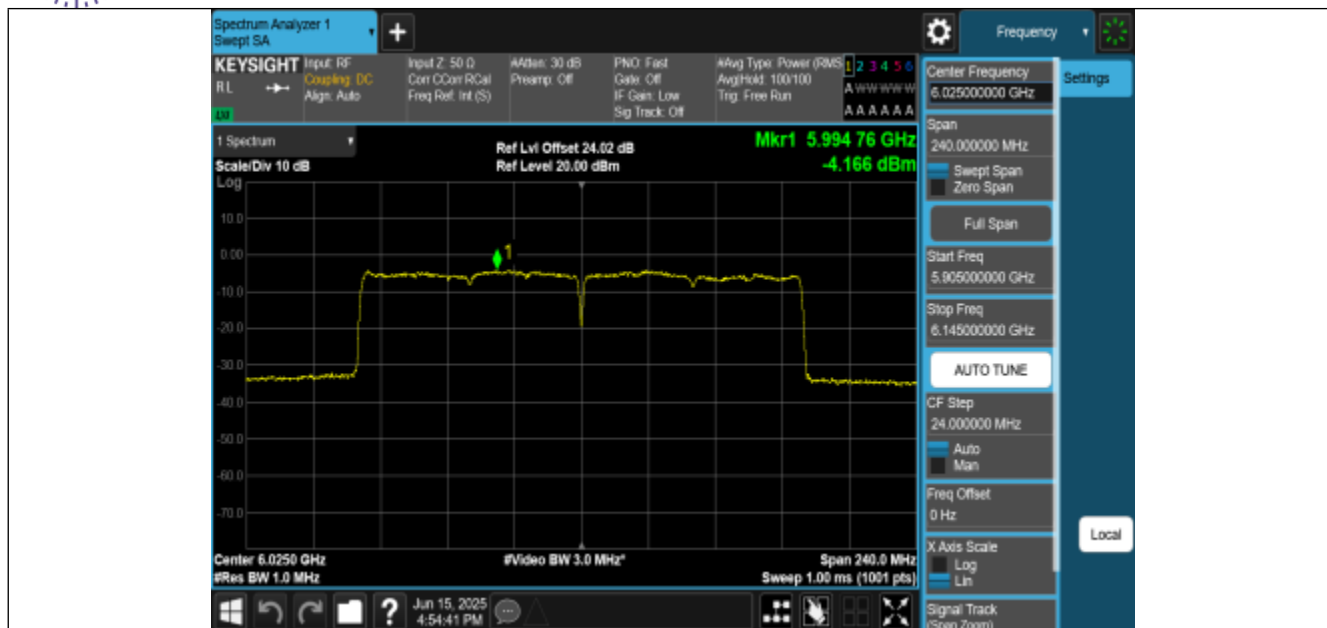 Spectrum Analyzer 1
Swept SA
+
Frequency
KEYSIGHT
RL
Input: RF
Coupling: DC
Align: Auto
Input Z: 50 Ω
Corr CCorr RCal
Freq Ref: Int (S)
#Atten: 30 dB
Preamp: Off
PNO: Fast
Gate: Off
IF Gain: Low
Sig Track: Off
#Avg Type: Power (RMS
Avg|Hold: 100/100
Trig: Free Run
1 2 3 4 5 6
A W W W W W
A A A A A A
1 Spectrum
Scale/Div 10 dB
Log
Ref Lvl Offset 24.02 dB
Ref Level 20.00 dBm
Mkr1 5.994 76 GHz
-4.166 dBm
10.0
0.00
-10.0
-20.0
-30.0
-40.0
-50.0
-60.0
-70.0
1
Center 6.0250 GHz
#Res BW 1.0 MHz
#Video BW 3.0 MHz*
Span 240.0 MHz
Sweep 1.00 ms (1001 pts)
Center Frequency
6.025000000 GHz
Settings
Span
240.000000 MHz
Swept Span
Zero Span
Full Span
Start Freq
5.905000000 GHz
Stop Freq
6.145000000 GHz
AUTO TUNE
CF Step
24.000000 MHz
Auto
Man
Freq Offset
0 Hz
X Axis Scale
Log
Lin
Local
Signal Track
(Span Zoom)
?
Jun 15, 2025
4:54:41 PM